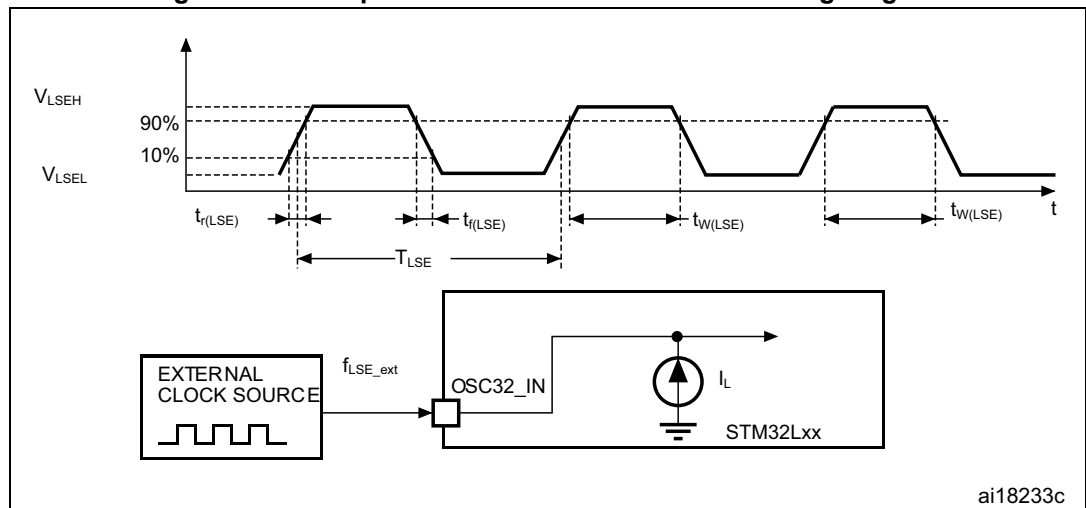 V_LSEH
90%
10%
V_LSEL
t_r(LSE)
t_f(LSE)
t_W(LSE)
t_W(LSE)
t
T_LSE
EXTERNAL
CLOCK SOURCE
f_LSE_ext
OSC32_IN
I_L
STM32Lxx
ai18233c